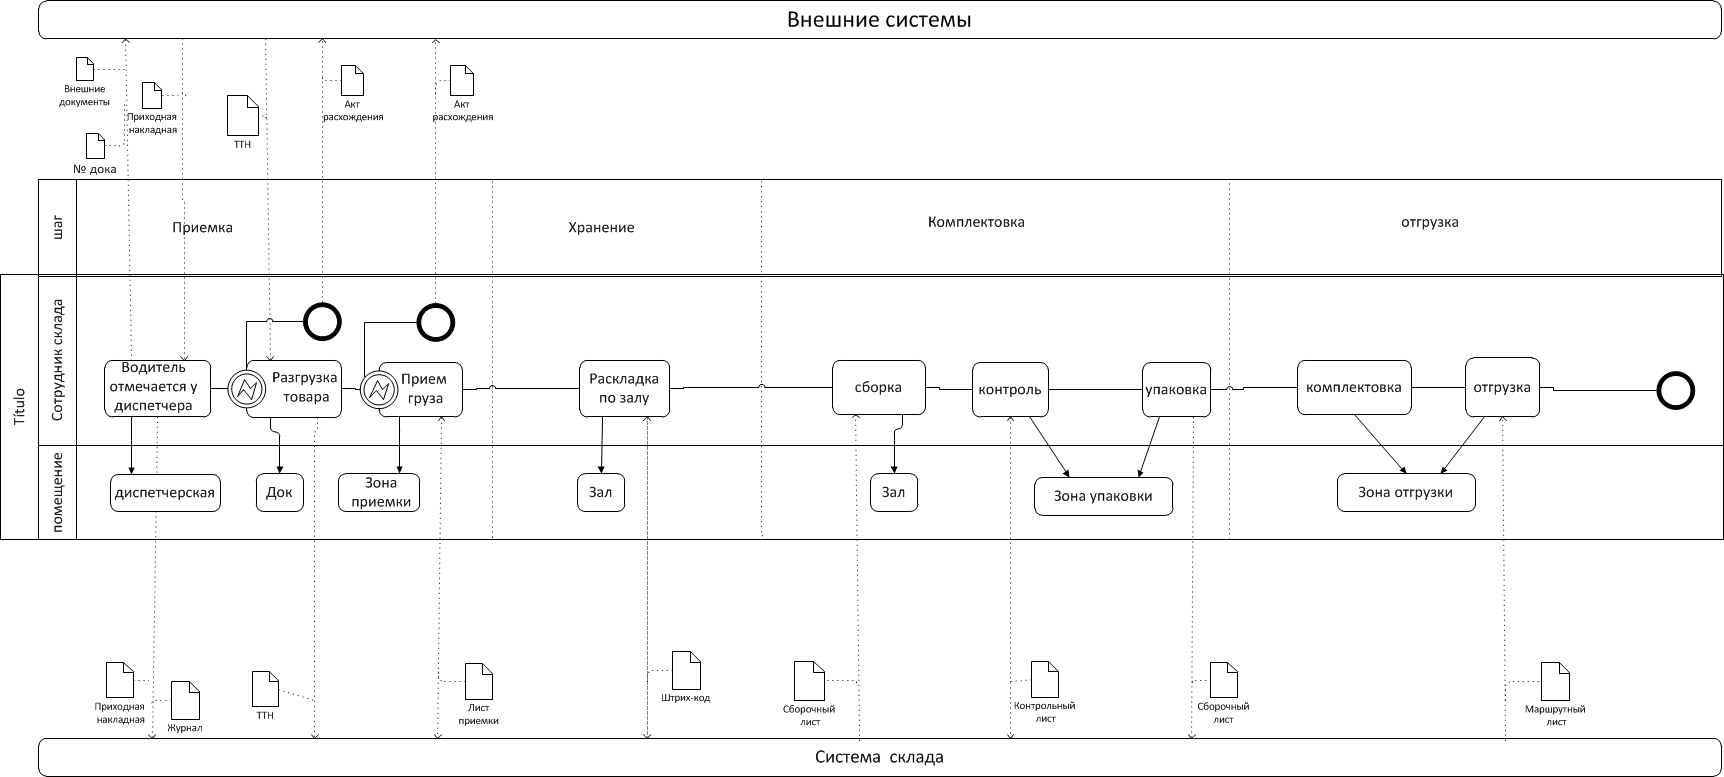 Внешние системы
Внешние
документы
Приходная
накладная
№ дока
ТТН
Акт
расхождения
Акт
расхождения
шаг
Приемка
Хранение
Комплектовка
отгрузка
Título
Сотрудник склада
Водитель
отмечается у
диспетчера
Разгрузка
товара
Прием
груза
Раскладка
по залу
сборка
контроль
упаковка
комплектовка
отгрузка
помещение
диспетчерская
Док
Зона
приемки
Зал
Зал
Зона упаковки
Зона отгрузки
Приходная
накладная
Журнал
ТТН
Лист
приемки
Штрих-код
Сборочный
лист
Контрольный
лист
Сборочный
лист
Маршрутный
лист
Система склада